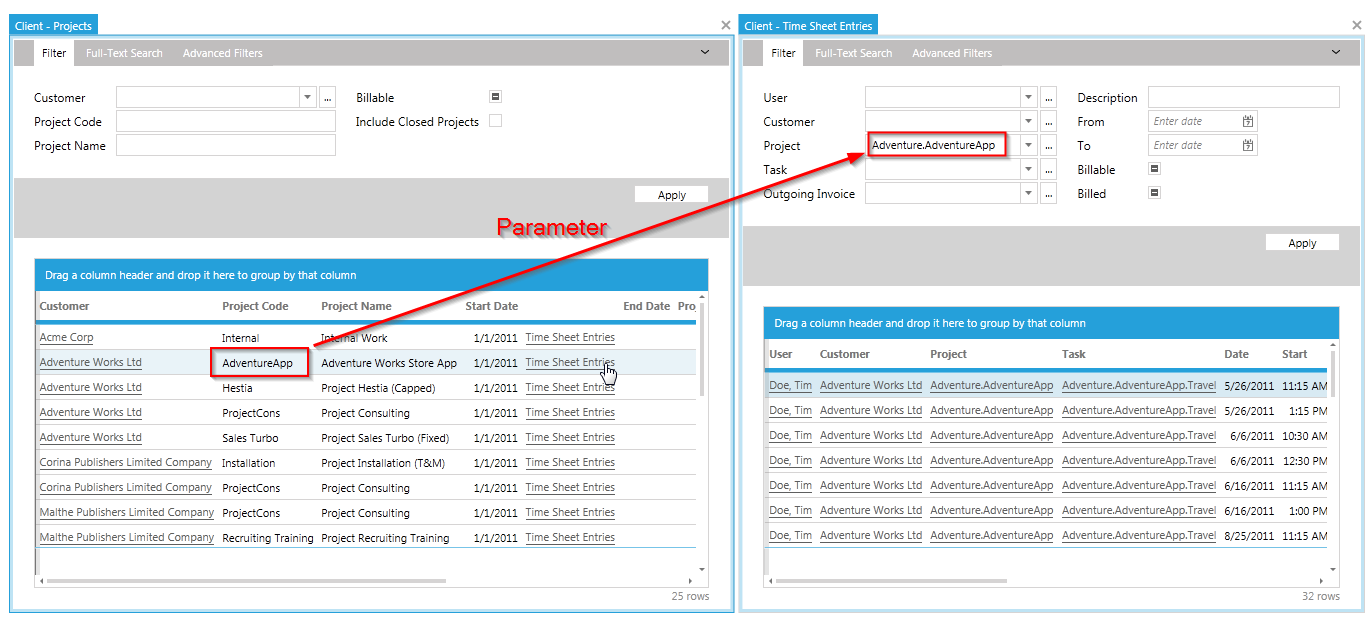 Client - Projects
Filter Full-Text Search Advanced Filters
Customer ... Billable
Project Code Include Closed Projects
Project Name
Apply
Drag a column header and drop it here to group by that column
Customer Project Code Project Name Start Date End Date Proj
Acme Corp Internal Internal Work 1/1/2011 Time Sheet Entries
Adventure Works Ltd AdventureApp Adventure Works Store App 1/1/2011 Time Sheet Entries
Adventure Works Ltd Hestia Project Hestia (Capped) 1/1/2011 Time Sheet Entries
Adventure Works Ltd ProjectCons Project Consulting 1/1/2011 Time Sheet Entries
Adventure Works Ltd Sales Turbo Project Sales Turbo (Fixed) 1/1/2011 Time Sheet Entries
Corina Publishers Limited Company Installation Project Installation (T&M) 1/1/2011 Time Sheet Entries
Corina Publishers Limited Company ProjectCons Project Consulting 1/1/2011 Time Sheet Entries
Malthe Publishers Limited Company ProjectCons Project Consulting 1/1/2011 Time Sheet Entries
Malthe Publishers Limited Company Recruiting Training Project Recruiting Training 1/1/2011 Time Sheet Entries
25 rows
Parameter
Client - Time Sheet Entries
Filter Full-Text Search Advanced Filters
User ... Description
Customer ... From Enter date
Project Adventure.AdventureApp ... To Enter date
Task ... Billable
Outgoing Invoice ... Billed
Apply
Drag a column header and drop it here to group by that column
User Customer Project Task Date Start
Doe, Tim Adventure Works Ltd Adventure.AdventureApp Adventure.AdventureApp.Travel 5/26/2011 11:15 AM
Doe, Tim Adventure Works Ltd Adventure.AdventureApp Adventure.AdventureApp.Travel 5/26/2011 1:15 PM
Doe, Tim Adventure Works Ltd Adventure.AdventureApp Adventure.AdventureApp.Travel 6/6/2011 10:30 AM
Doe, Tim Adventure Works Ltd Adventure.AdventureApp Adventure.AdventureApp.Travel 6/6/2011 12:30 PM
Doe, Tim Adventure Works Ltd Adventure.AdventureApp Adventure.AdventureApp.Travel 6/16/2011 11:15 AM
Doe, Tim Adventure Works Ltd Adventure.AdventureApp Adventure.AdventureApp.Travel 6/16/2011 1:00 PM
Doe, Tim Adventure Works Ltd Adventure.AdventureApp Adventure.AdventureApp.Travel 8/25/2011 11:15 AM
32 rows